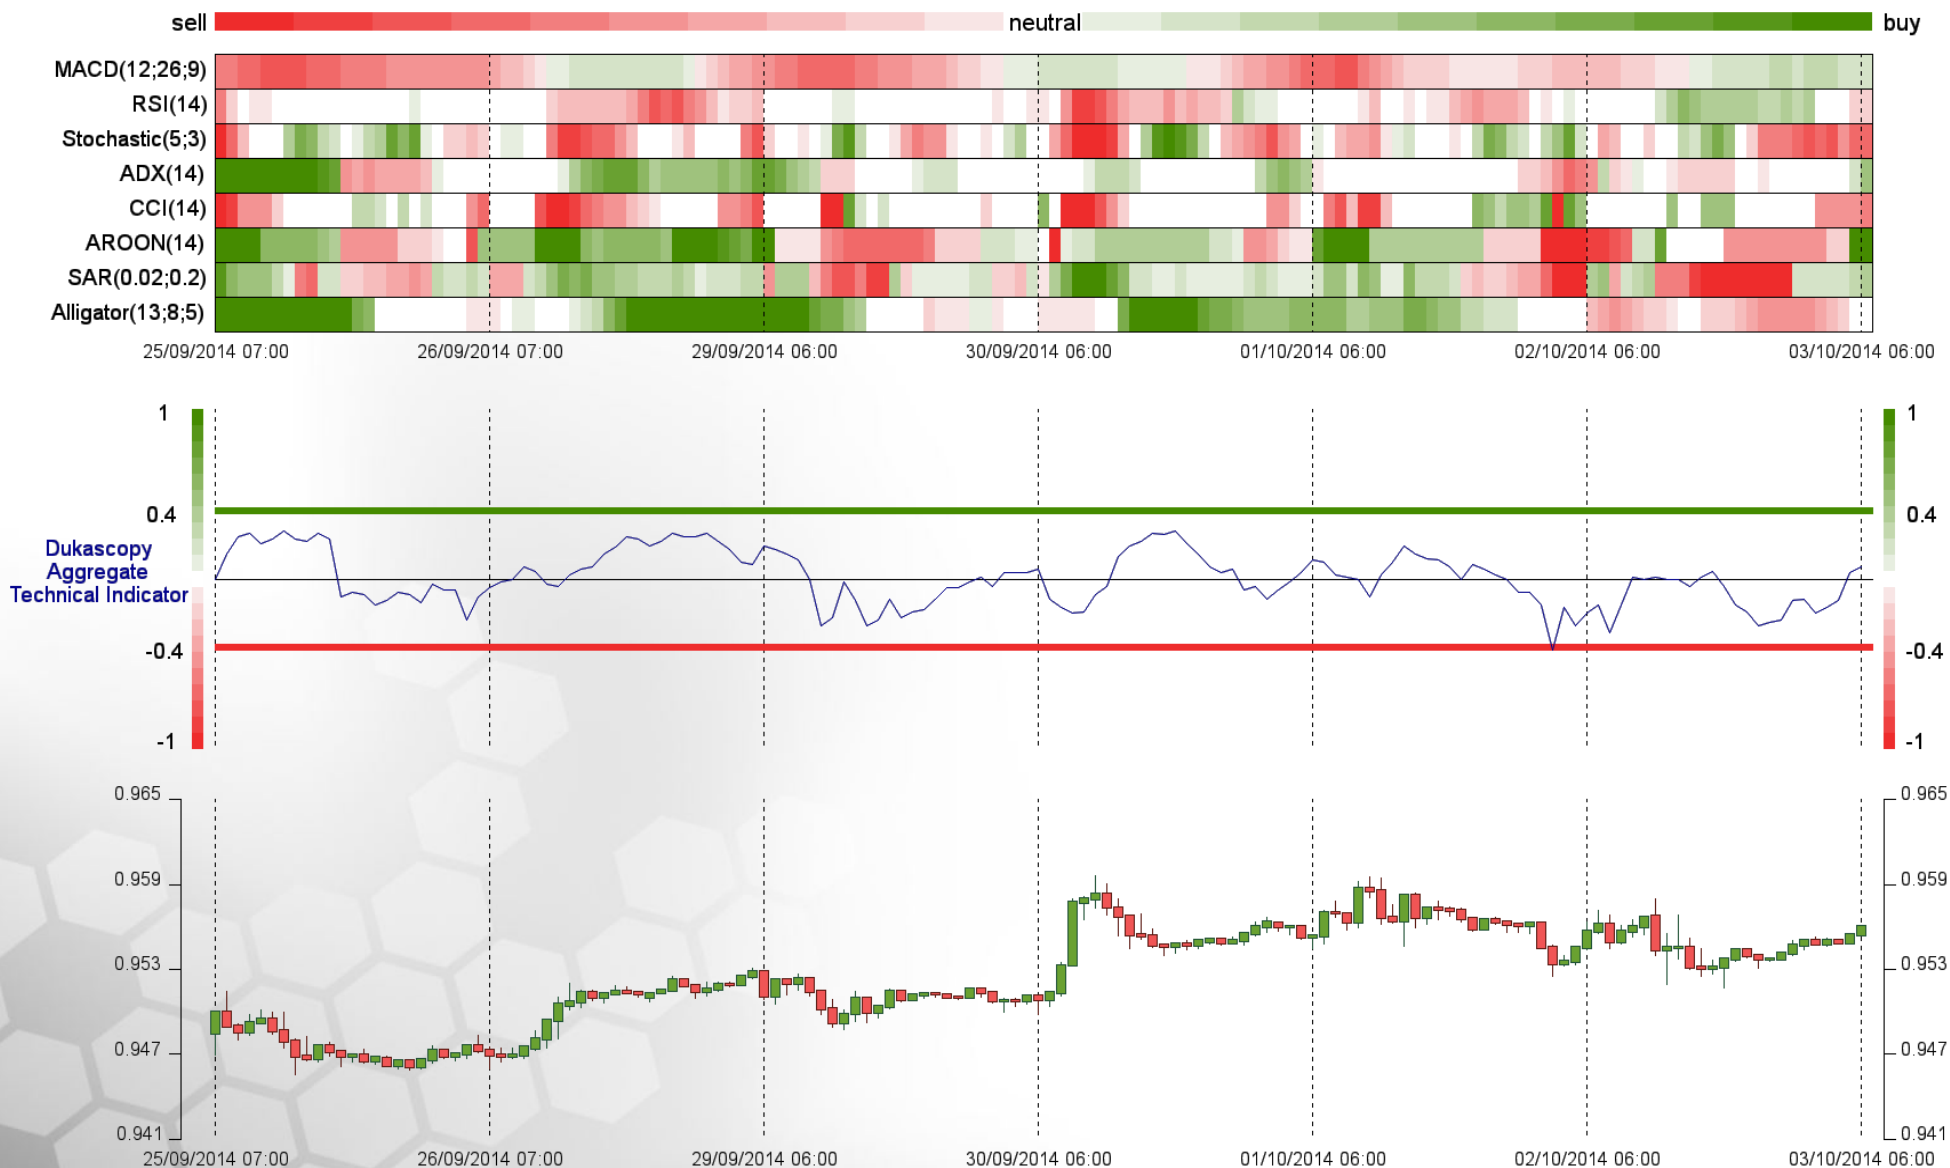 sell neutral buy
MACD(12;26;9)
RSI(14)
Stochastic(5;3)
ADX(14)
CCI(14)
AROON(14)
SAR(0.02;0.2)
Alligator(13;8;5)
25/09/2014 07:00 26/09/2014 07:00 29/09/2014 06:00 30/09/2014 06:00 01/10/2014 06:00 02/10/2014 06:00 03/10/2014 06:00
1 1
0.4 0.4
Dukascopy
Aggregate
Technical Indicator
-0.4 -0.4
-1 -1
0.965 0.965
0.959 0.959
0.953 0.953
0.947 0.947
0.941 0.941
25/09/2014 07:00 26/09/2014 07:00 29/09/2014 06:00 30/09/2014 06:00 01/10/2014 06:00 02/10/2014 06:00 03/10/2014 06:00